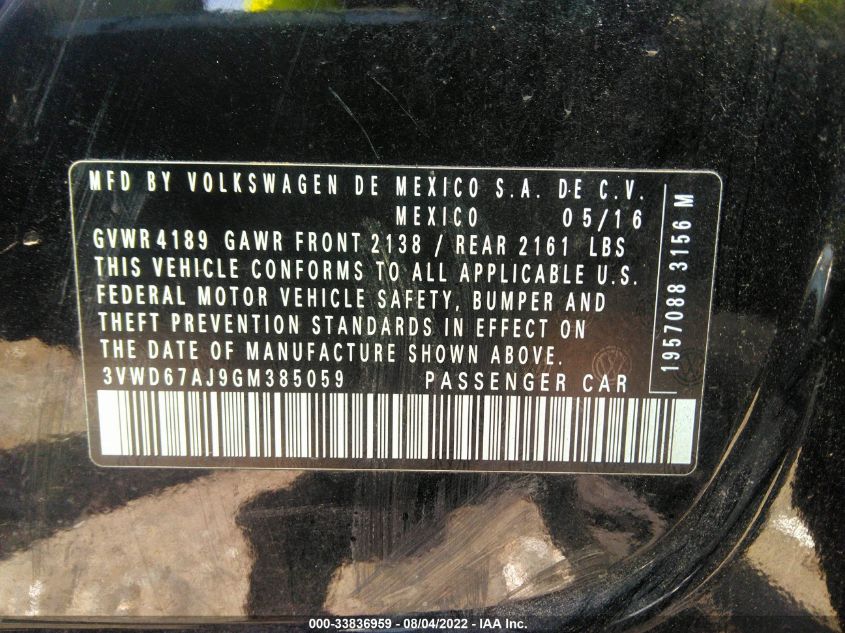 MFD BY VOLKSWAGEN DE MEXICO S.A. DE C.V.
MEXICO 05/16
GVWR 4189 GAWR FRONT 2138 / REAR 2161 LBS
THIS VEHICLE CONFORMS TO ALL APPLICABLE U.S.
FEDERAL MOTOR VEHICLE SAFETY, BUMPER AND
THEFT PREVENTION STANDARDS IN EFFECT ON
THE DATE OF MANUFACTURE SHOWN ABOVE.
3VWD67AJ9GM385059 PASSENGER CAR
1957088 3156 M
000-33836959 - 08/04/2022 - IAA Inc.